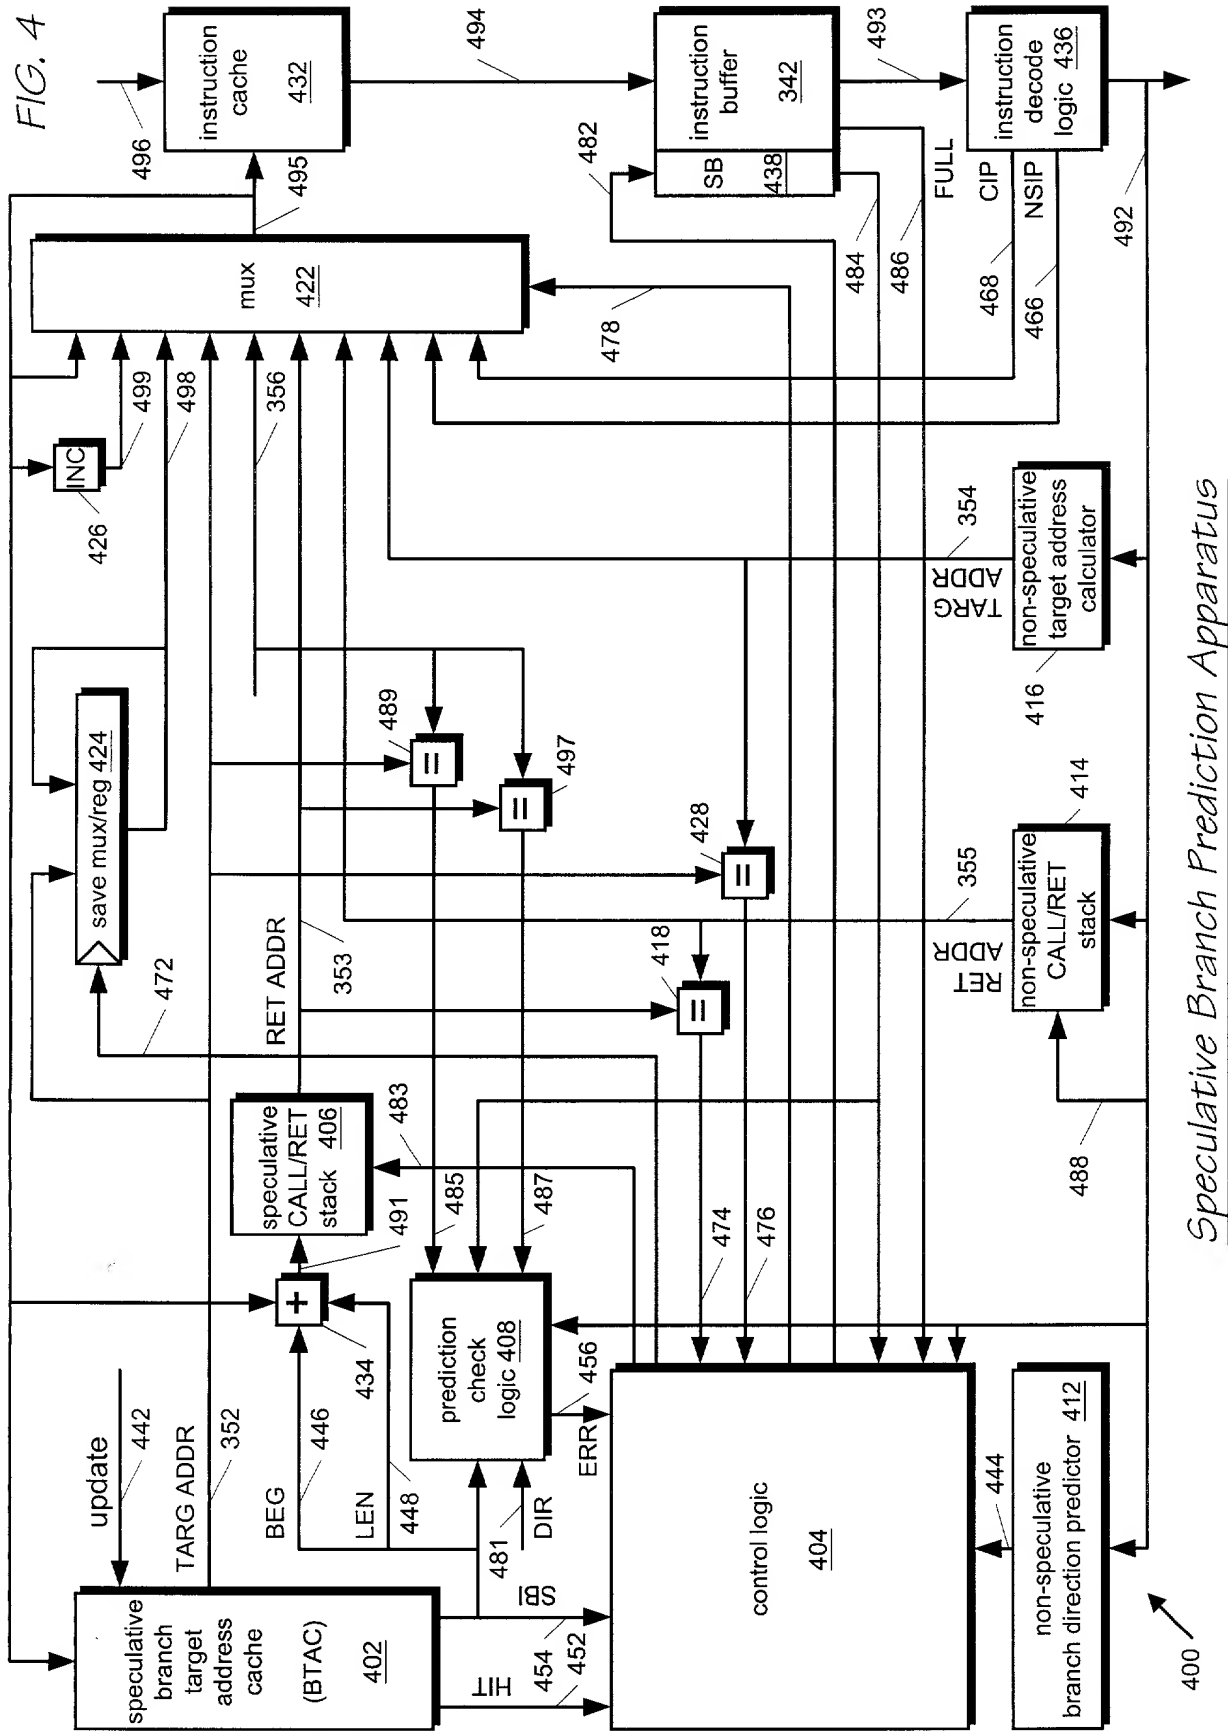 FIG. 4
496
instruction
cache
432
494
instruction
buffer
342
SB
438
482
493
instruction
decode
logic 436
FULL
CIP
NSIP
495
mux
422
478
484
486
468
466
492
INC
426
499
498
356
save mux/reg 424
472
489
497
428
418
TARG
ADDR
354
non-speculative
target address
calculator
416
RET
ADDR
355
non-speculative
CALL/RET
stack
414
488
RET ADDR
353
speculative
CALL/RET
stack 406
483
491
485
487
474
476
+
434
=
=
=
=
prediction
check
logic 408
456
ERR
update
442
TARG ADDR
352
BEG
446
LEN
448
481
DIR
SBI
454
452
HIT
speculative
branch
target
address
cache
(BTAC)
402
control logic
404
444
non-speculative
branch direction predictor 412
400
Speculative Branch Prediction Apparatus